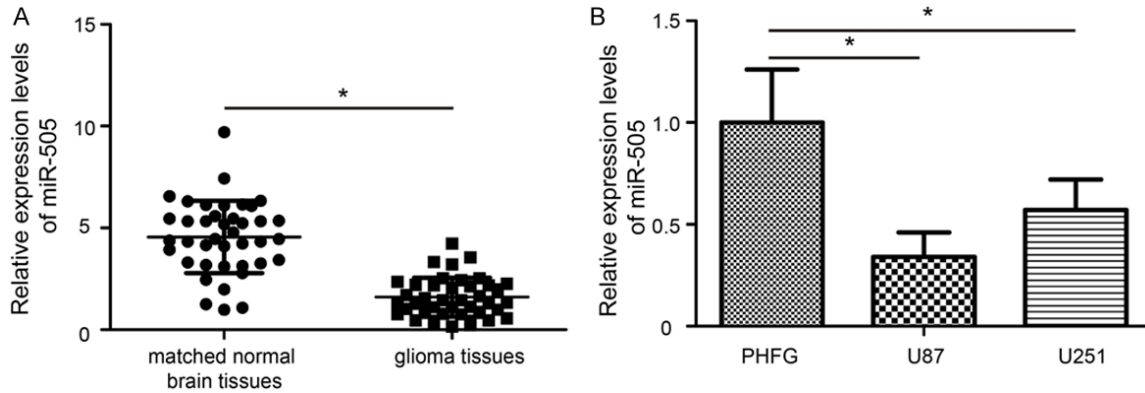 A
Relative expression levels
of miR-505
15
10
5
0
*
matched normal
brain tissues
glioma tissues
B
Relative expression levels
of miR-505
1.5
1.0
0.5
0
*
*
PHFG
U87
U251